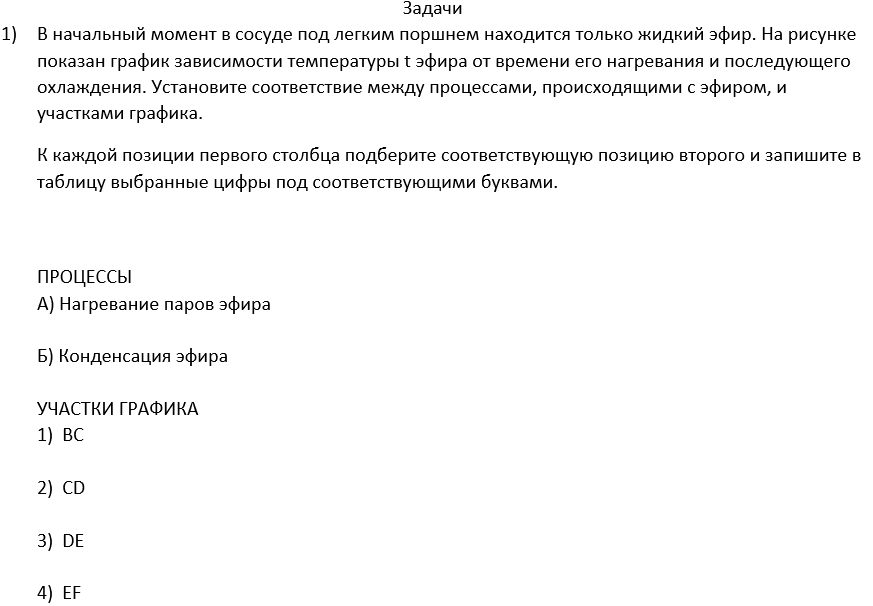 Задачи
1) В начальный момент в сосуде под легким поршнем находится только жидкий эфир. На рисунке
показан график зависимости температуры t эфира от времени его нагревания и последующего
охлаждения. Установите соответствие между процессами, происходящими с эфиром, и
участками графика.
К каждой позиции первого столбца подберите соответствующую позицию второго и запишите в
таблицу выбранные цифры под соответствующими буквами.
ПРОЦЕССЫ
А) Нагревание паров эфира
Б) Конденсация эфира
УЧАСТКИ ГРАФИКА
1) BC
2) CD
3) DE
4) EF